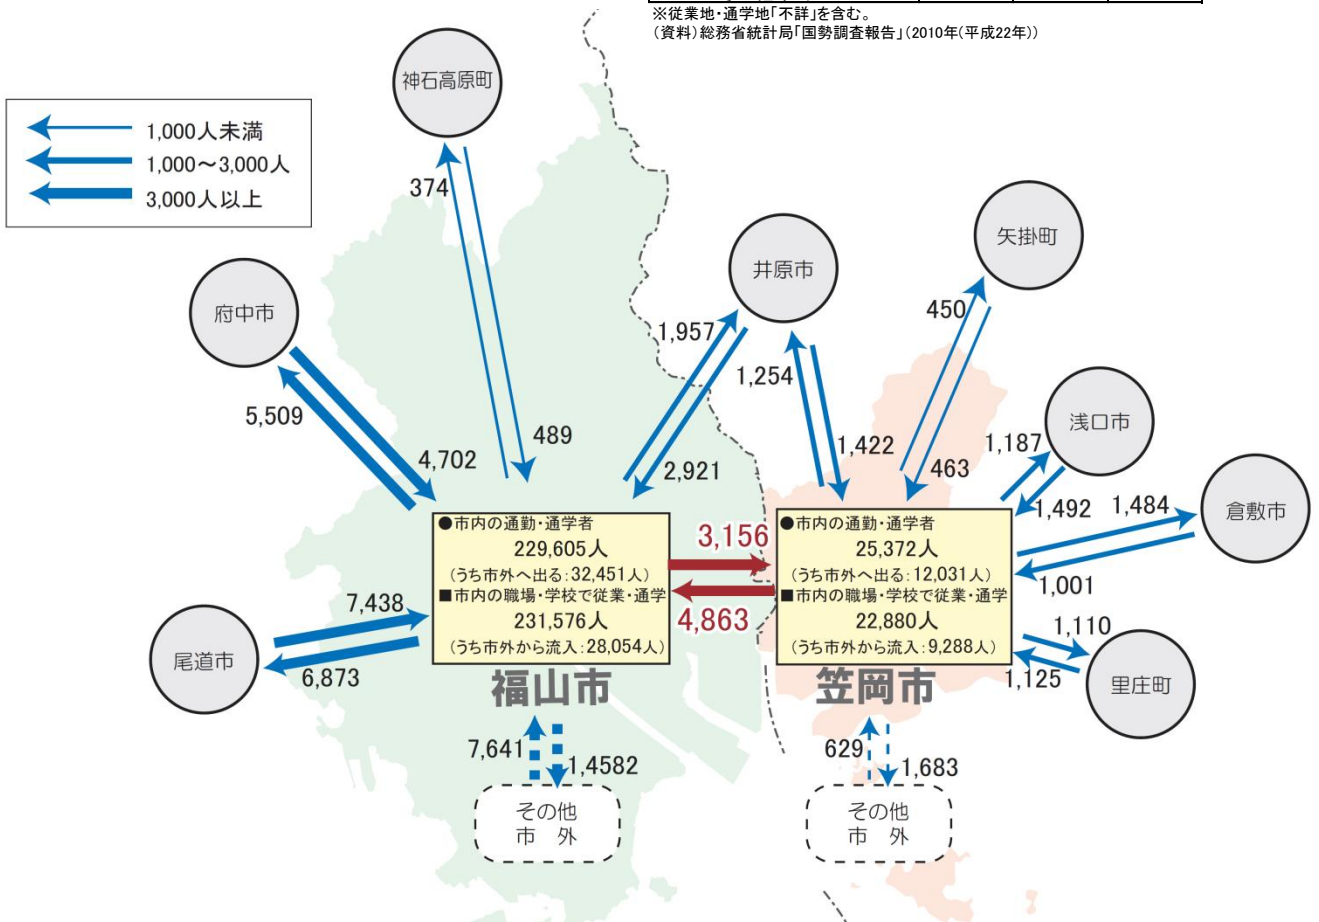 ※従業地・通学地「不詳」を含む。
(資料)総務省統計局「国勢調査報告」(2010年(平成22年))
神石高原町
1,000人未満
1,000～3,000人
3,000人以上
374
矢掛町
井原市
府中市
450
1,957
1,254
5,509
浅口市
489
4,702
1,422
1,187
2,921
463
1,492
1,484
倉敷市
●市内の通勤・通学者
229,605人
(うち市外へ出る:32,451人)
■市内の職場・学校で従業・通学
231,576人
(うち市外から流入:28,054人)
3,156
4,863
●市内の通勤・通学者
25,372人
(うち市外へ出る:12,031人)
■市内の職場・学校で従業・通学
22,880人
(うち市外から流入:9,288人)
1,001
7,438
尾道市
6,873
1,110
1,125
里庄町
福山市
笠岡市
7,641
1,4582
629
1,683
その他
市 外
その他
市 外